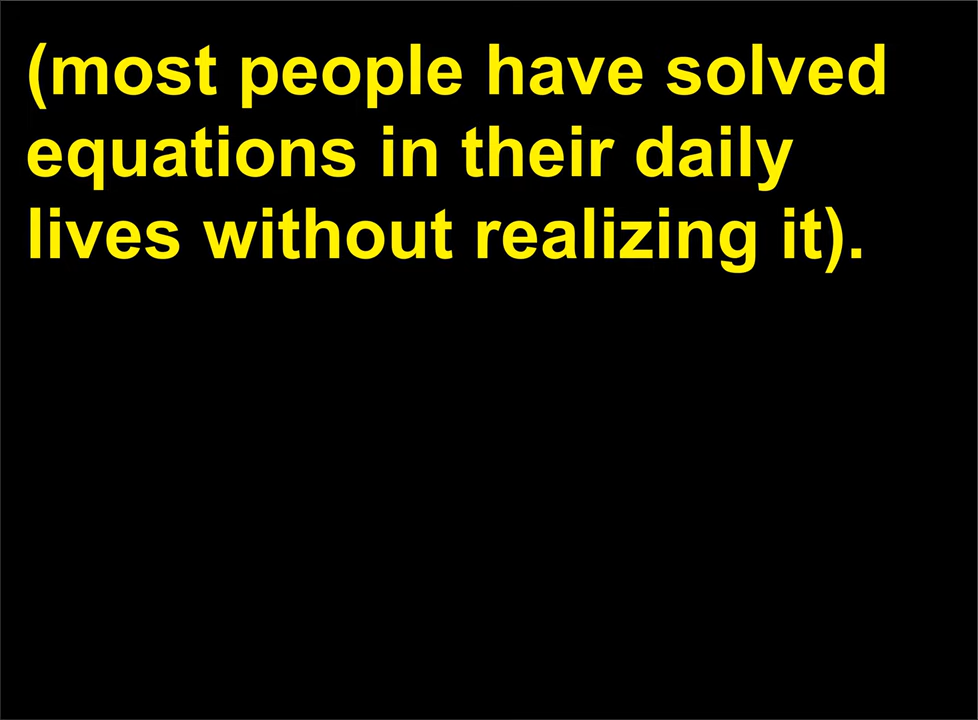 (most people have solved
equations in their daily
lives without realizing it).